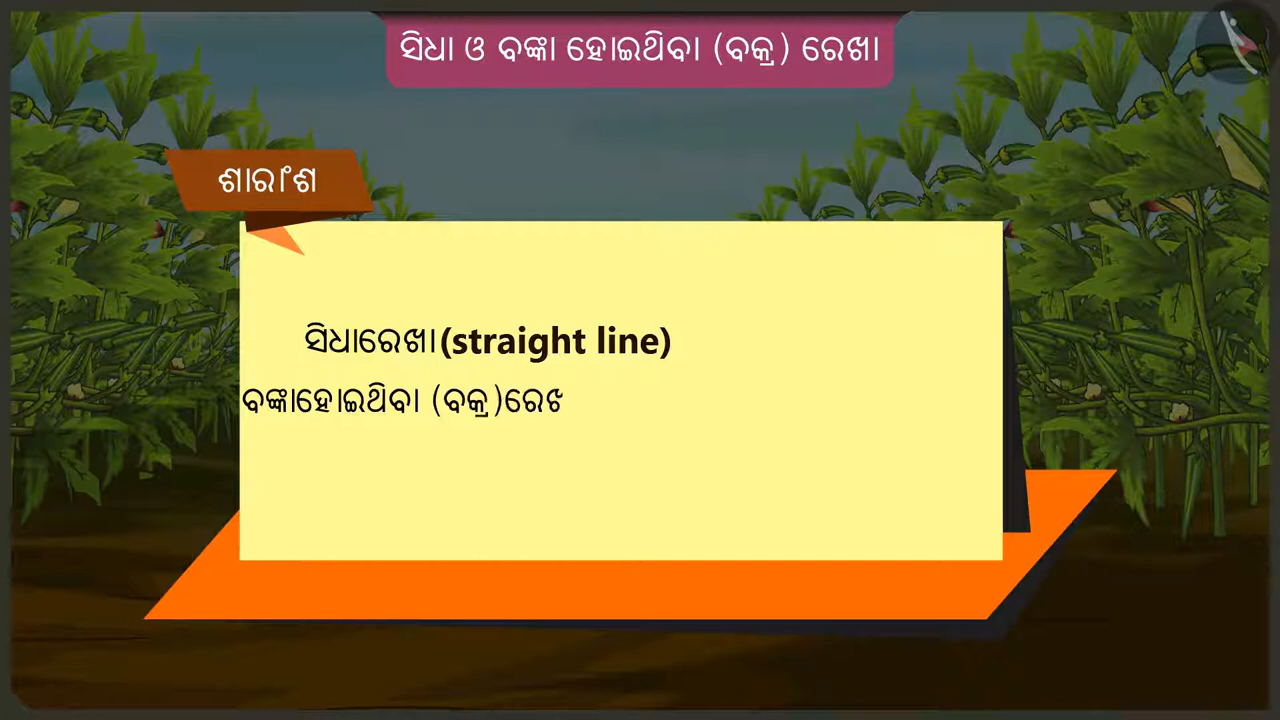 ସିଧା ଓ ବଙ୍କା ହୋଇଥିବା (ବକ୍ର) ରେଖା
ଶାରାଂଶ
ସିଧାରେଖା(straight line)
ବଙ୍କାହୋଇଥିବା (ବକ୍ର)ରେଖ